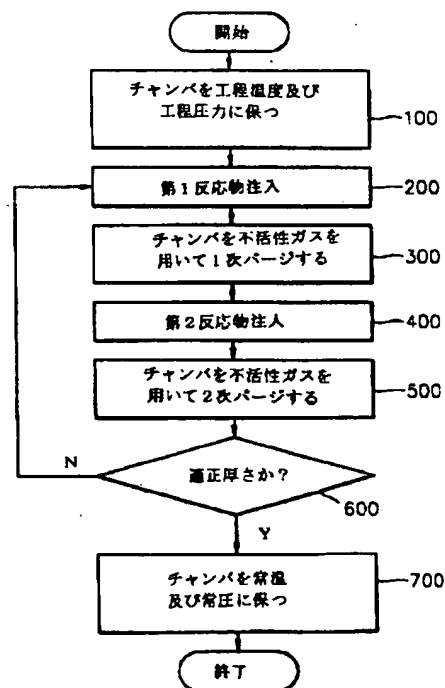 開始
チャンバを工程温度及び
工程圧力に保つ
100
第1反応物注入
200
チャンバを不活性ガスを
用いて1次パージする
300
第2反応物注入
400
チャンバを不活性ガスを
用いて2次パージする
500
適正厚さか?
N
600
Y
チャンバを常温
及び常圧に保つ
700
終了